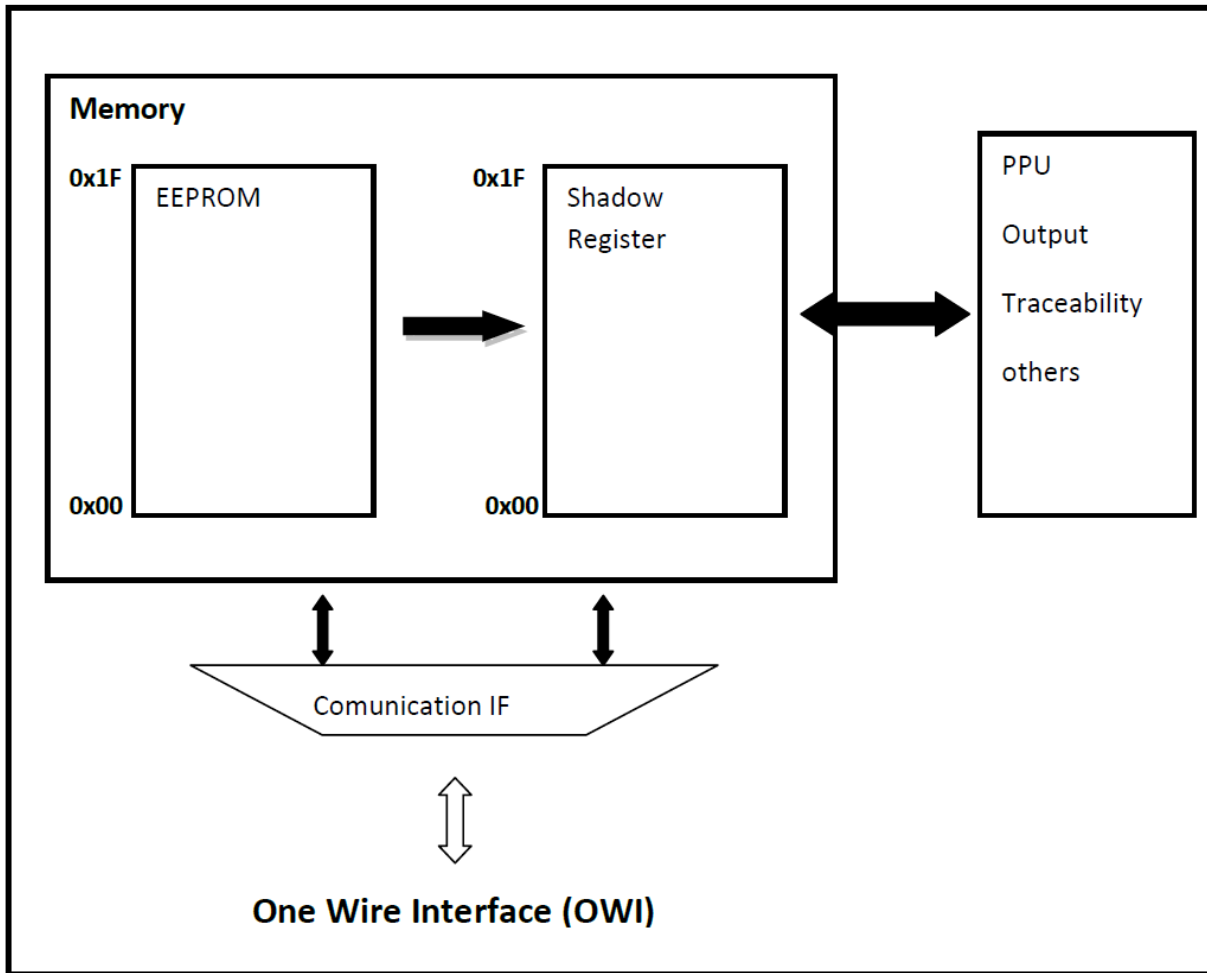 Memory
0x1F
EEPROM
0x00
0x1F
Shadow
Register
0x00
PPU
Output
Traceability
others
Comunication IF
One Wire Interface (OWI)